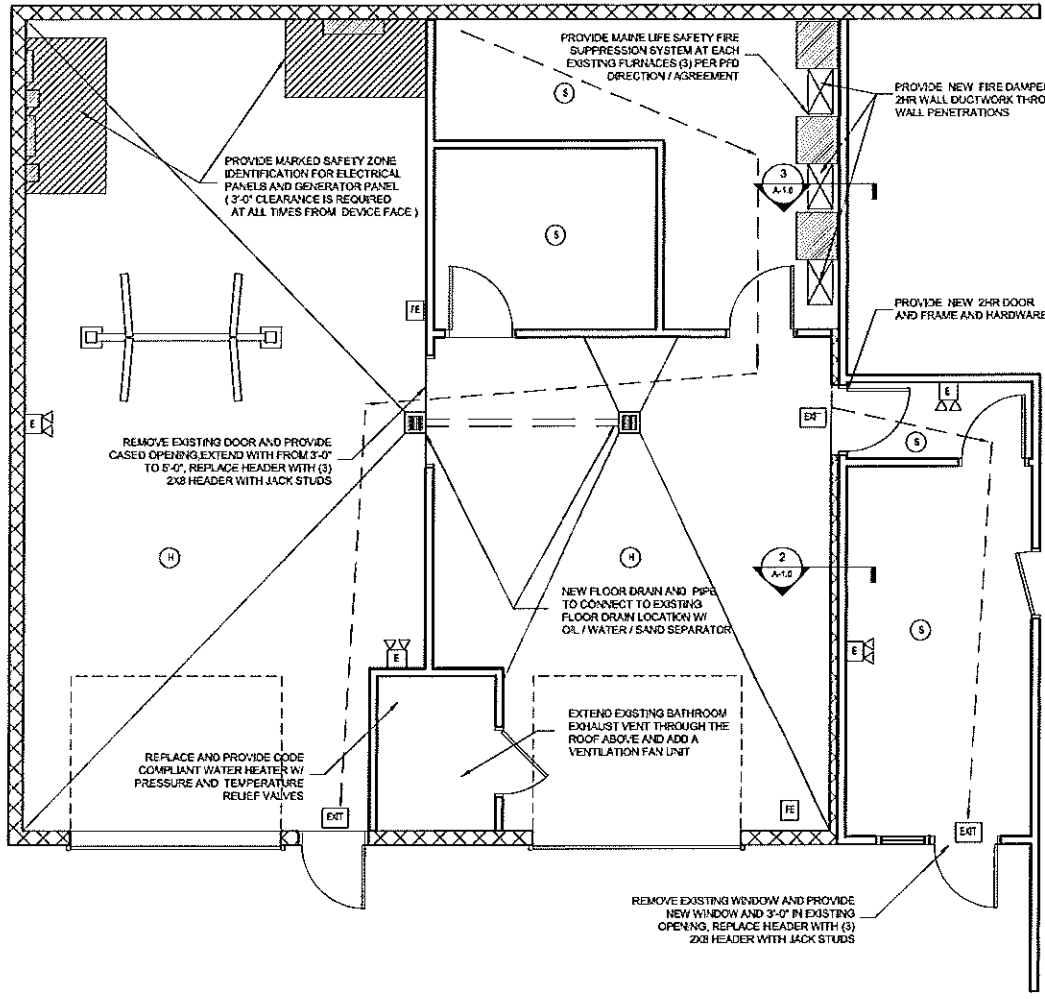 PROVIDE MAINE LIFE SAFETY FIRE
SUPPRESSION SYSTEM AT EACH
EXISTING FURNACES (3) PER PFD
DIRECTION / AGREEMENT
PROVIDE NEW FIRE DAMPE
2HR WALL DUCTWORK THRO
WALL PENETRATIONS
S
PROVIDE MARKED SAFETY ZONE
IDENTIFICATION FOR ELECTRICAL
PANELS AND GENERATOR PANEL
( 3'-0" CLEARANCE IS REQUIRED
AT ALL TIMES FROM DEVICE FACE )
3
A-1.0
S
FE
PROVIDE NEW 2HR DOOR
AND FRAME AND HARDWARE
E
E
EXIT
S
REMOVE EXISTING DOOR AND PROVIDE
CASED OPENING,EXTEND WITH FROM 3'-0"
TO 5'-0", REPLACE HEADER WITH (3)
2X8 HEADER WITH JACK STUDS
H
H
2
A-1.0
NEW FLOOR DRAIN AND PIPE
TO CONNECT TO EXISTING
FLOOR DRAIN LOCATION W/
OIL / WATER / SAND SEPARATOR
S
E
E
EXTEND EXISTING BATHROOM
EXHAUST VENT THROUGH THE
ROOF ABOVE AND ADD A
VENTILATION FAN UNIT
REPLACE AND PROVIDE CODE
COMPLIANT WATER HEATER W/
PRESSURE AND TEMPERATURE
RELIEF VALVES
EXIT
FE
EXIT
REMOVE EXISTING WINDOW AND PROVIDE
NEW WINDOW AND 3'-0" IN EXISTING
OPENING, REPLACE HEADER WITH (3)
2X8 HEADER WITH JACK STUDS